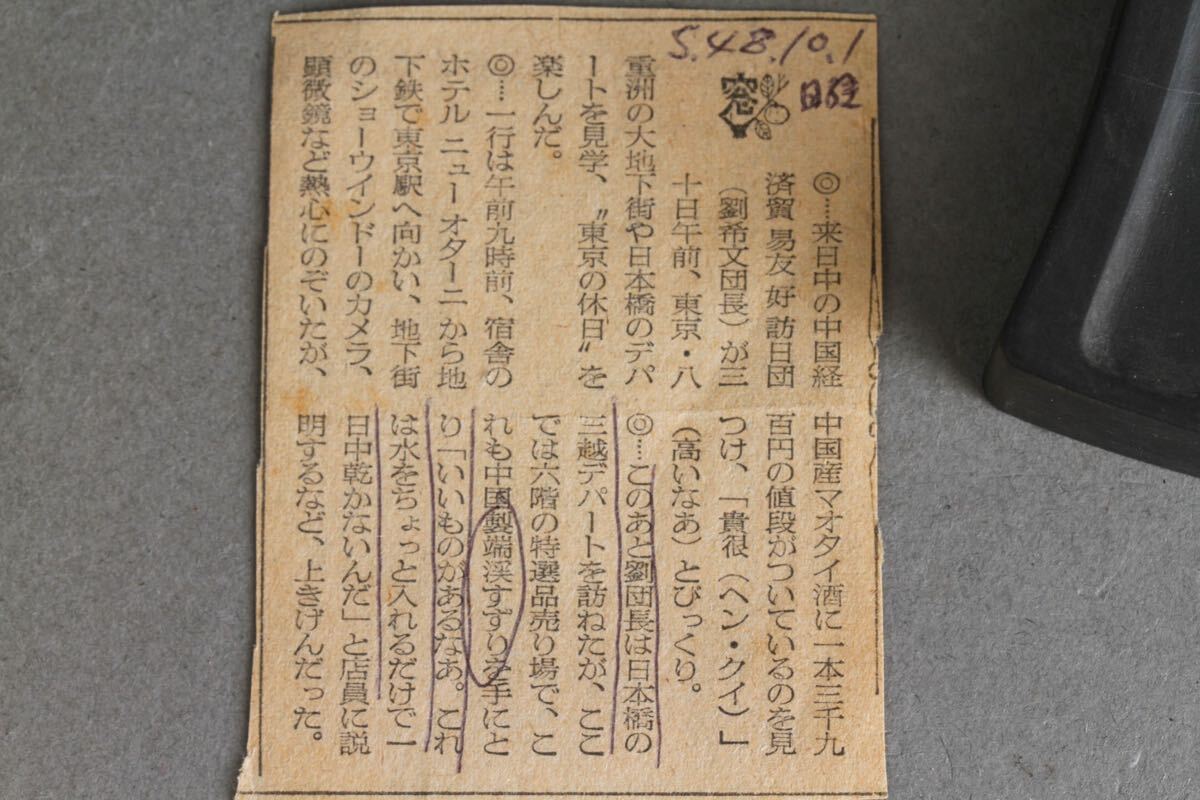 S.48.10.1
窓
◎…来日中の中国経
済貿易友好訪日団
（劉希文団長）が三
十日午前、東京・八
重洲の大地下街や日本橋のデパ
ートを見学、〝東京の休日〟を
楽しんだ。
◎…一行は午前九時前、宿舎の
ホテルニューオータニから地
下鉄で東京駅へ向かい、地下街
のショーウインドーのカメラ、
顕微鏡など熱心にのぞいたが、
中国産マオタイ酒に一本三千九
百円の値段がついているのを見
つけ、「貴很（ヘン・クイ）」
（高いなあ）とびっくり。
◎…このあと劉団長は日本橋の
三越デパートを訪ねたが、ここ
では六階の特選品売り場で、こ
れも中国製端渓すずりを手にと
り「いいものがあるなあ。これ
は水をちょっと入れるだけで一
日中乾かないんだ」と店員に説
明するなど、上きげんだった。